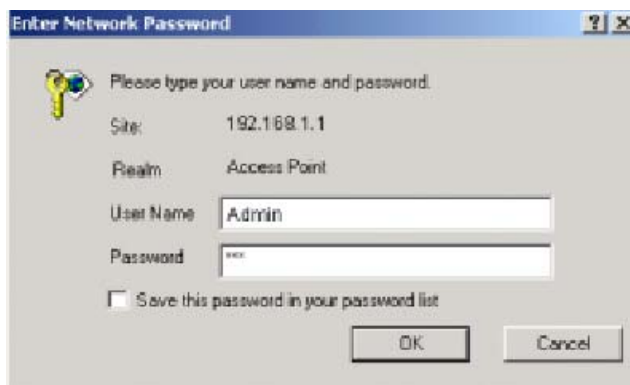 Enter Network Password
Please type your user name and password.
Site: 192.168.1.1
Realm Access Point
User Name Admin
Password ***
Save this password in your password list
OK Cancel